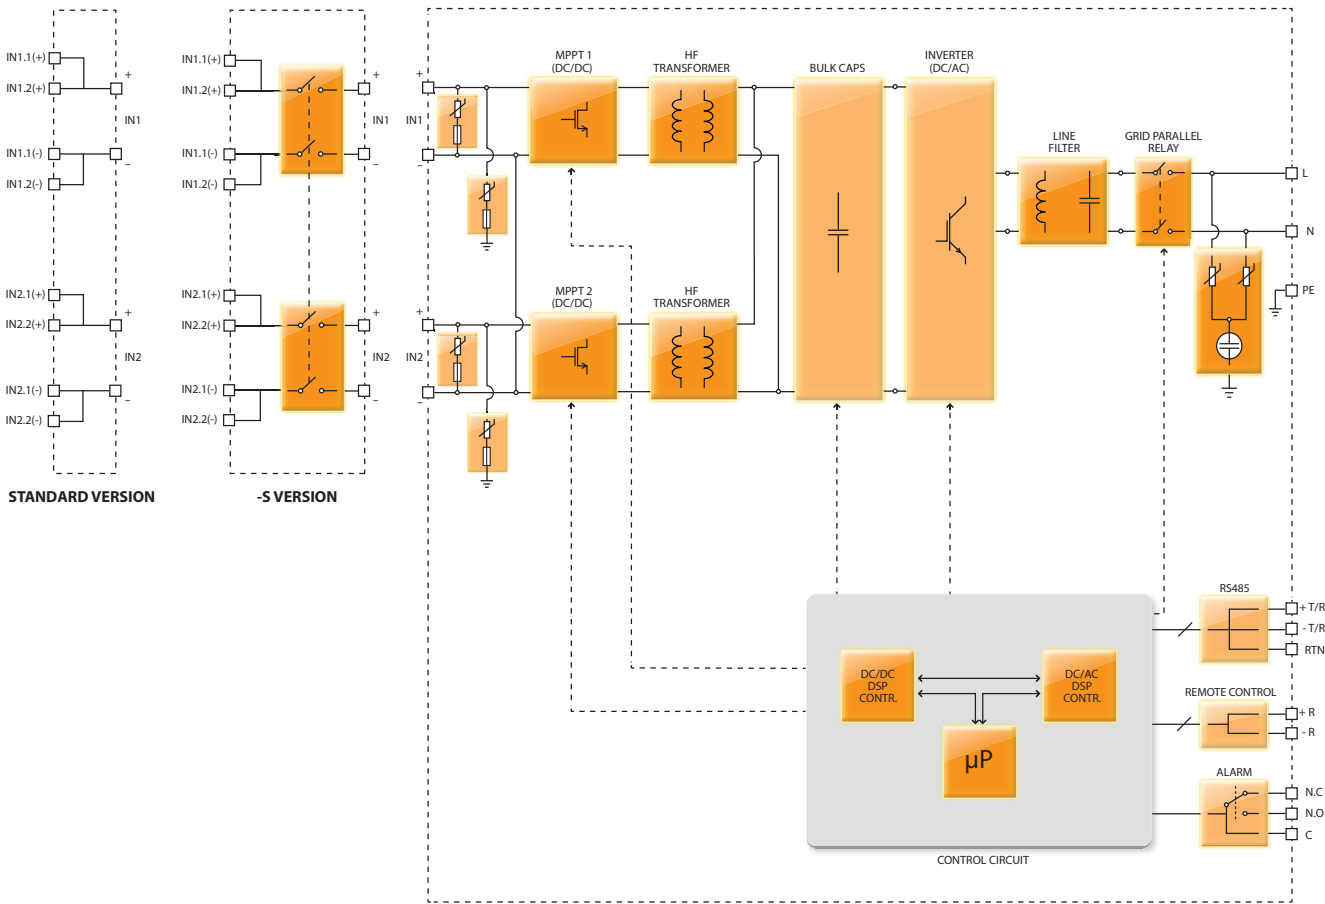 IN1.1(+)
IN1.2(+)
+
IN1
IN1.1(-)
–
IN1.2(-)
IN2.1(+)
+
IN2.2(+)
IN2
IN2.1(-)
–
IN2.2(-)
STANDARD VERSION
IN1.1(+)
IN1.2(+)
+
IN1
IN1.1(-)
–
IN1.2(-)
IN2.1(+)
+
IN2.2(+)
IN2
IN2.1(-)
–
IN2.2(-)
-S VERSION
+
IN1
–
+
IN2
–
MPPT 1
(DC/DC)
HF
TRANSFORMER
BULK CAPS
INVERTER
(DC/AC)
LINE
FILTER
GRID PARALLEL
RELAY
L
N
PE
MPPT 2
(DC/DC)
HF
TRANSFORMER
DC/DC
DSP
CONTR.
DC/AC
DSP
CONTR.
µP
CONTROL CIRCUIT
RS485
+ T/R
- T/R
RTN
REMOTE CONTROL
+ R
- R
ALARM
N.C
N.O
C